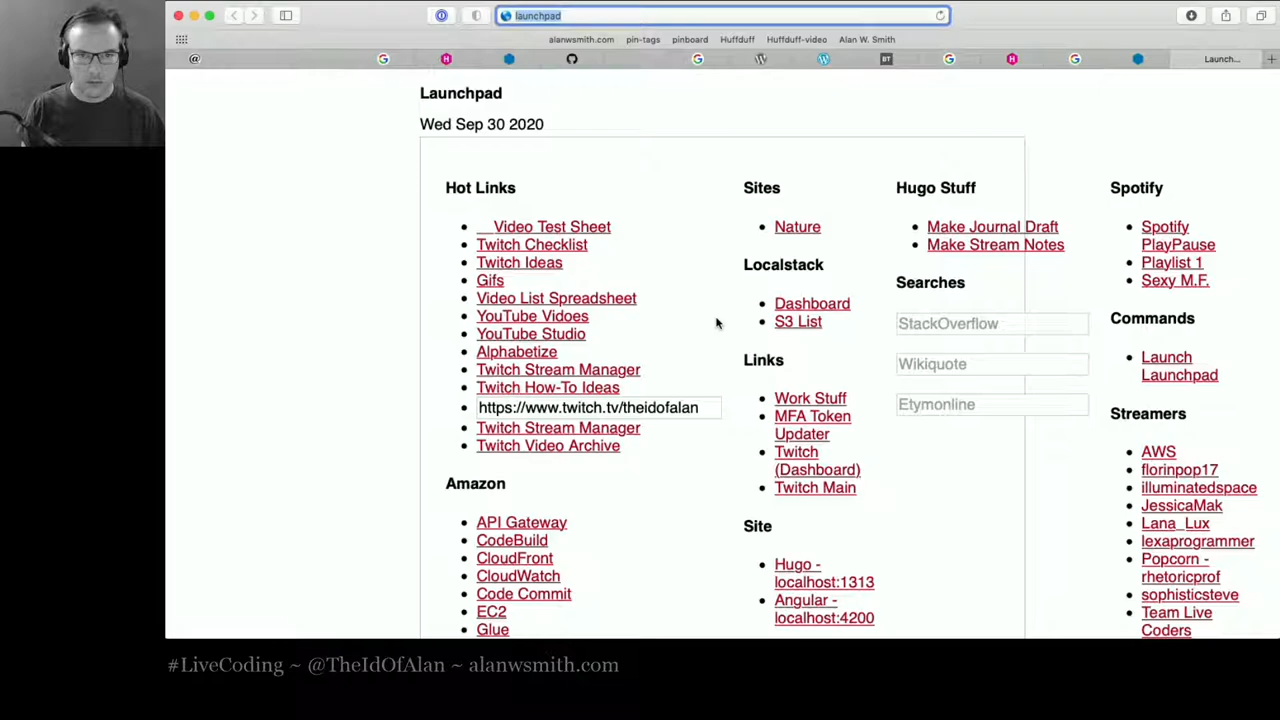 launchpad
alanwsmith.com pin-tags pinboard Huffduff Huffduff-video Alan W. Smith
Launch...
Launchpad
Wed Sep 30 2020
Hot Links
__Video Test Sheet
Twitch Checklist
Twitch Ideas
Gifs
Video List Spreadsheet
YouTube Vidoes
YouTube Studio
Alphabetize
Twitch Stream Manager
Twitch How-To Ideas
https://www.twitch.tv/theidofalan
Twitch Stream Manager
Twitch Video Archive
Amazon
API Gateway
CodeBuild
CloudFront
CloudWatch
Code Commit
EC2
Glue
Sites
Nature
Localstack
Dashboard
S3 List
Links
Work Stuff
MFA Token
Updater
Twitch
(Dashboard)
Twitch Main
Site
Hugo -
localhost:1313
Angular -
localhost:4200
Hugo Stuff
Make Journal Draft
Make Stream Notes
Searches
StackOverflow
Wikiquote
Etymonline
Spotify
Spotify
PlayPause
Playlist 1
Sexy M.F.
Commands
Launch
Launchpad
Streamers
AWS
florinpop17
illuminatedspace
JessicaMak
Lana_Lux
lexaprogrammer
Popcorn -
rhetoricprof
sophisticsteve
Team Live
Coders
#LiveCoding ~ @TheIdOfAlan ~ alanwsmith.com